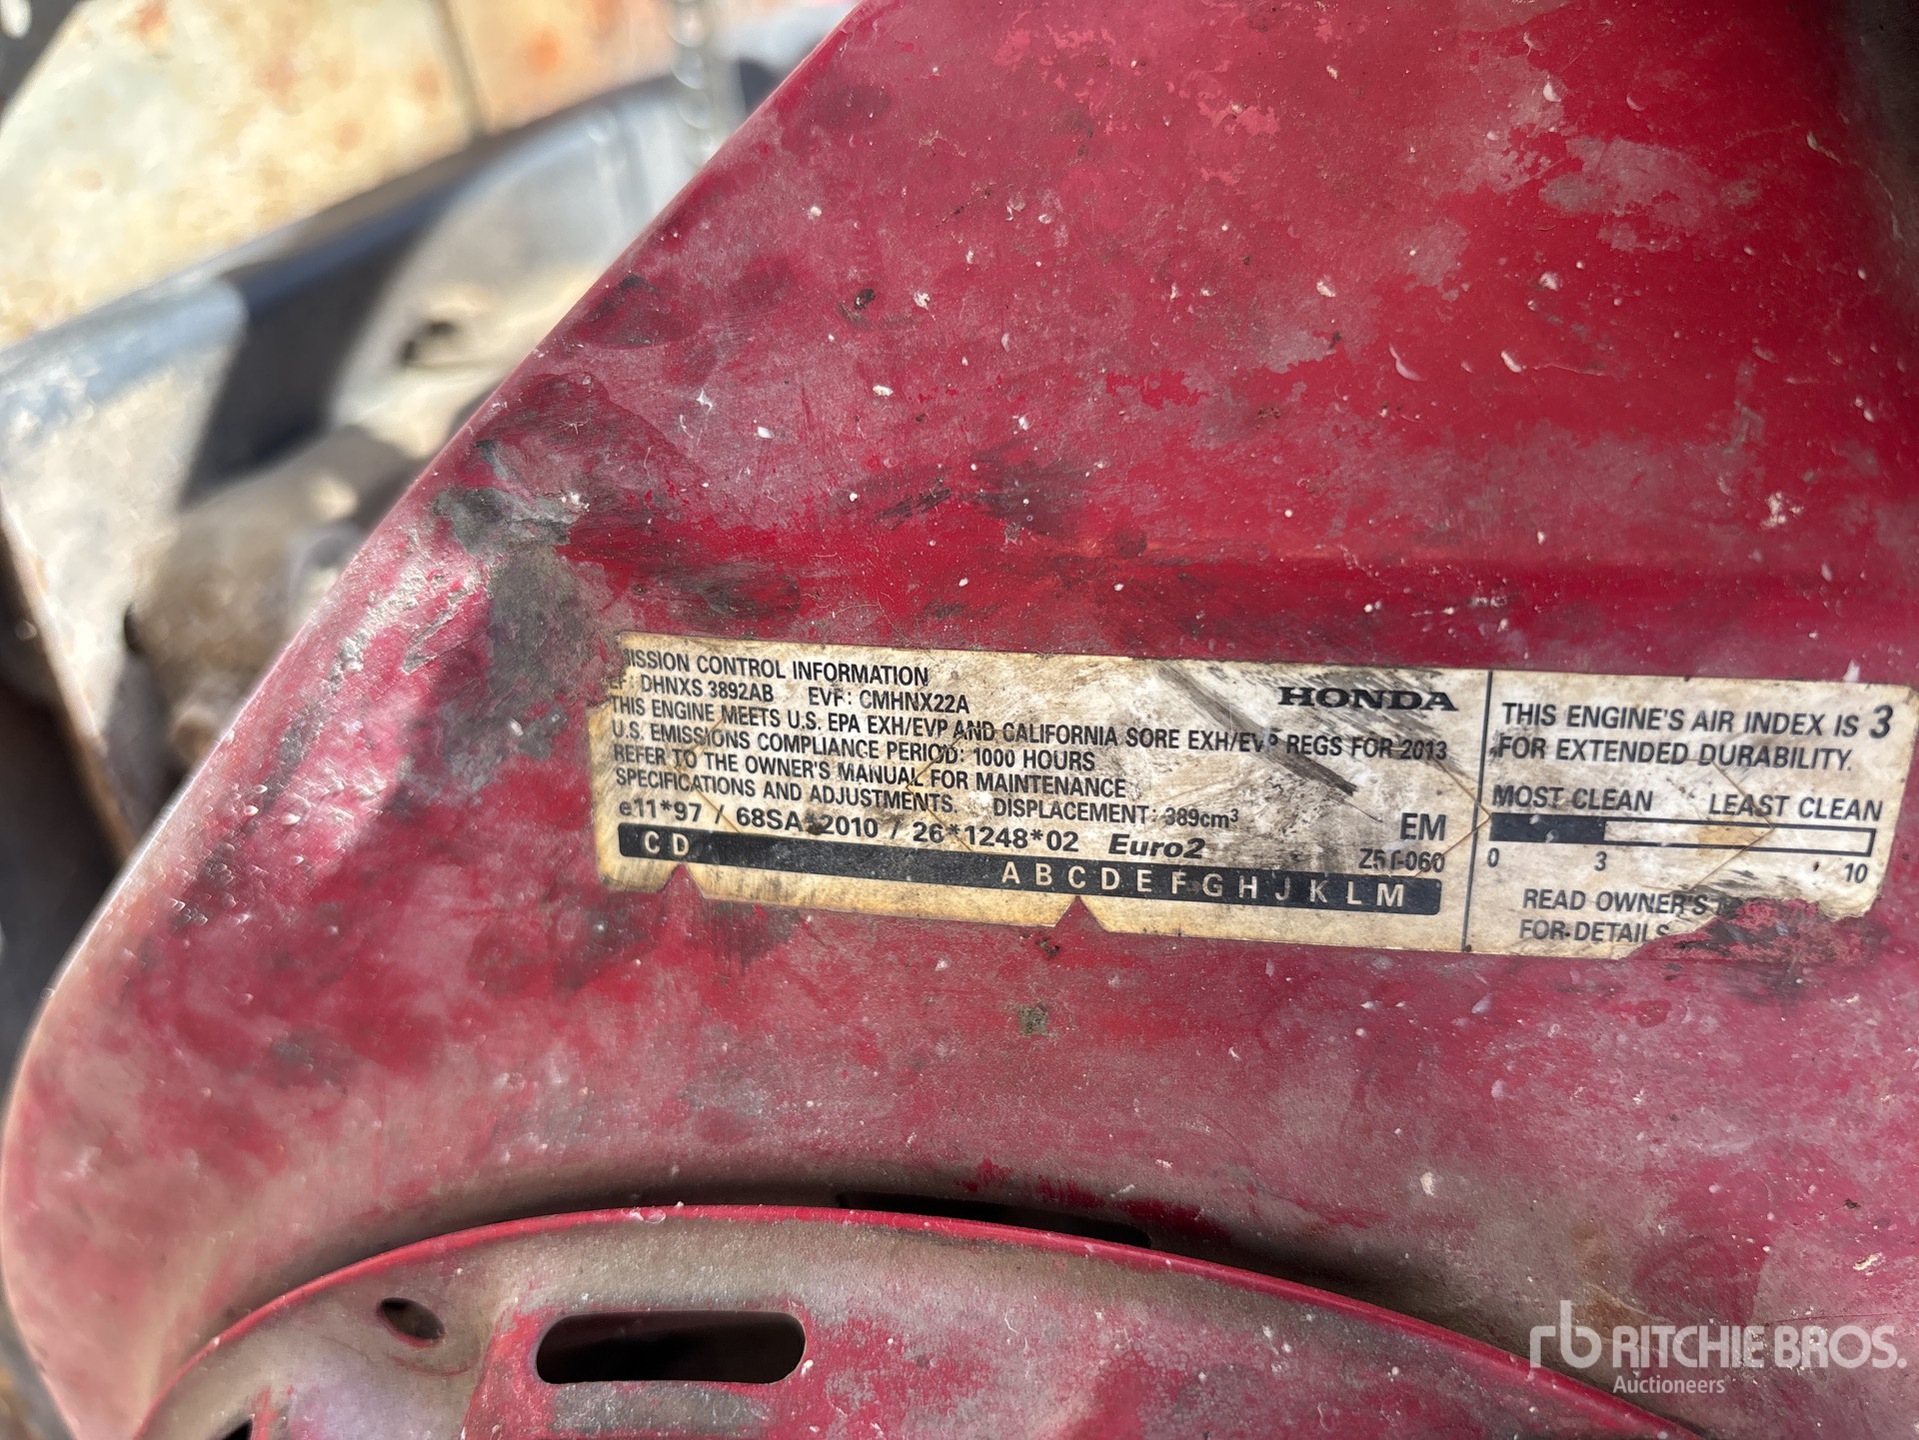 MISSION CONTROL INFORMATION
EF: DHNXS 3892AB EVF: CMHNX22A
HONDA
THIS ENGINE MEETS U.S. EPA EXH/EVP AND CALIFORNIA SORE EXH/EVP REGS FOR 2013
U.S. EMISSIONS COMPLIANCE PERIOD: 1000 HOURS
REFER TO THE OWNER'S MANUAL FOR MAINTENANCE
SPECIFICATIONS AND ADJUSTMENTS. DISPLACEMENT: 389cm³
e11*97 / 68SA*2010 / 26*1248*02 Euro2
EM
060
C D
A B C D E F G H J K L M
THIS ENGINE'S AIR INDEX IS 3
FOR EXTENDED DURABILITY.
MOST CLEAN LEAST CLEAN
0 3 10
READ OWNER'S
FOR DETAILS
rb RITCHIE BROS.
Auctioneers